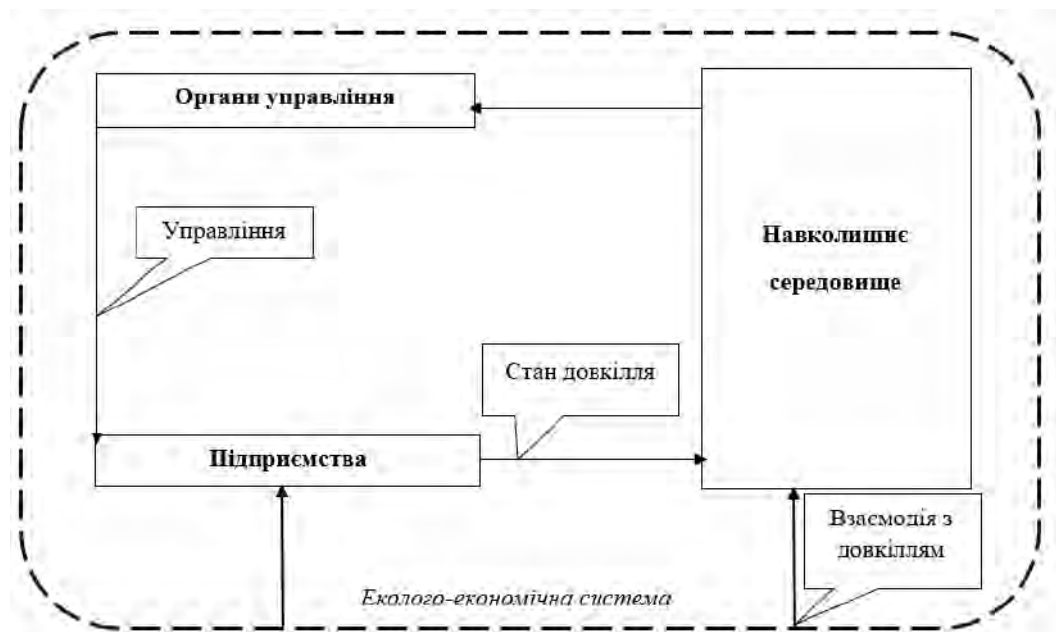 Органи управління
Управління
Навколишнє
середовище
Стан довкілля
Підприємства
Взаємодія з
довкіллям
Еколого-економічна система